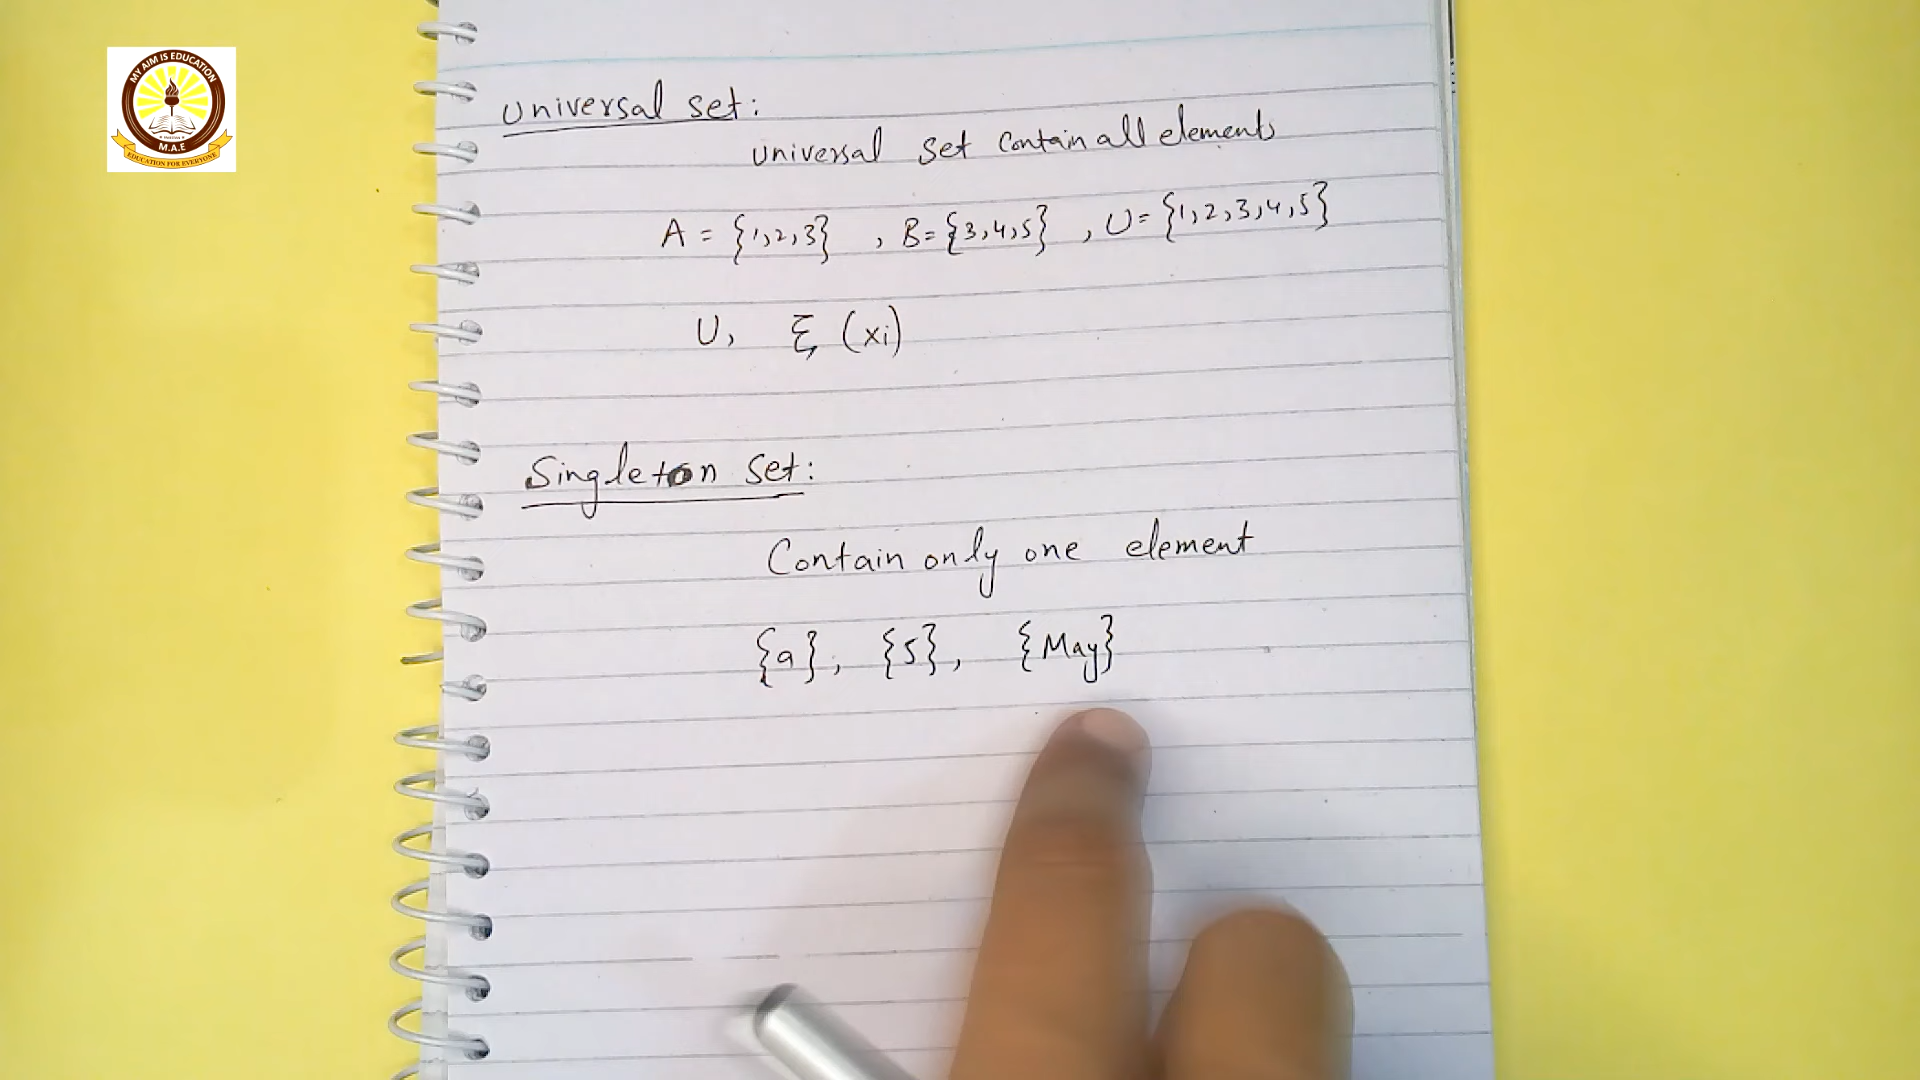 MY AIM IS EDUCATION
M.A.E
EDUCATION FOR EVERYONE
Universal set:
universal set contain all elements
A = {1,2,3} , B={3,4,5} , U={1,2,3,4,5}
U, ξ (xi)
Singleton set:
Contain only one element
{a}, {5}, {May}